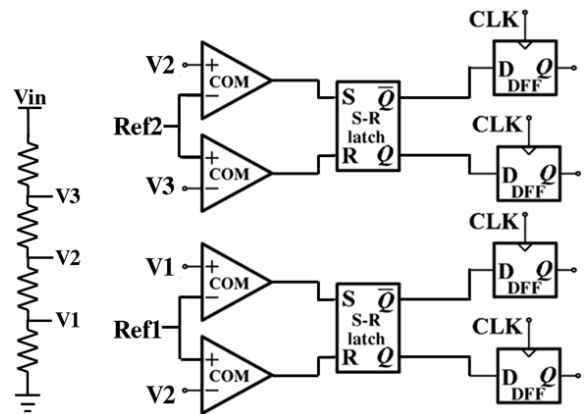 Vin
V3
V2
V1
V2
+
−
COM
Ref2
+
−
COM
V3
S Q̅
S-R
latch
R Q
CLK
D Q
DFF
CLK
D Q
DFF
V1
+
−
COM
Ref1
+
−
COM
V2
S Q̅
S-R
latch
R Q
CLK
D Q
DFF
CLK
D Q
DFF